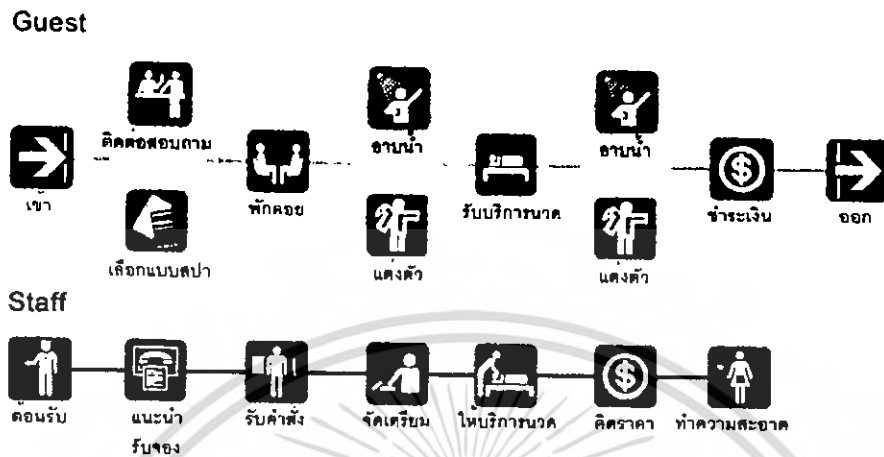 Guest
ติดต่อสอบถาม
อาบน้ำ
อาบน้ำ
เข้า
พักคอย
รับบริการนวด
ชำระเงิน
ออก
เลือกแบบสปา
แต่งตัว
แต่งตัว
Staff
ต้อนรับ
แนะนำ
รับจอง
รับคำสั่ง
จัดเตรียม
ให้บริการนวด
คิดราคา
ทำความสะอาด